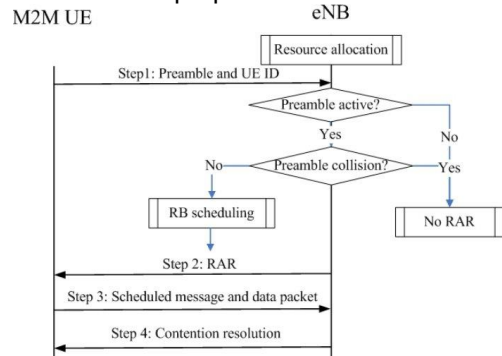 M2M UE
eNB
Resource allocation
Step1: Preamble and UE ID
Preamble active?
Yes
No
No
Preamble collision?
Yes
RB scheduling
No RAR
Step 2: RAR
Step 3: Scheduled message and data packet
Step 4: Contention resolution